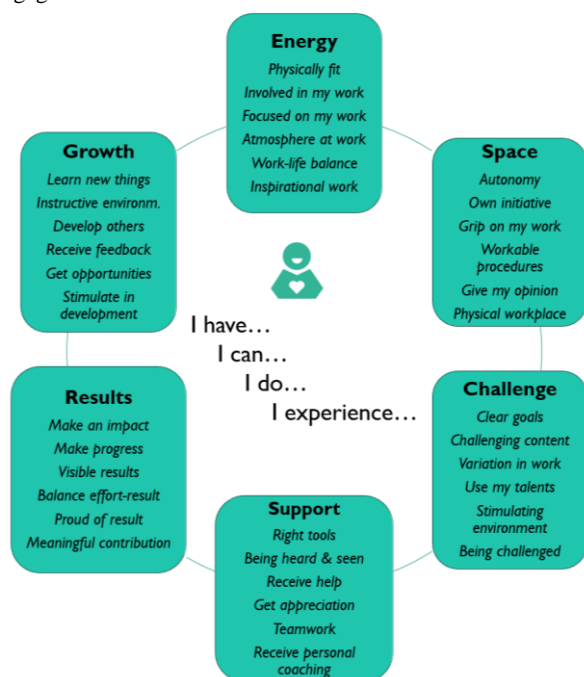 Energy
Physically fit
Involved in my work
Focused on my work
Atmosphere at work
Work-life balance
Inspirational work
Space
Autonomy
Own initiative
Grip on my work
Workable
procedures
Give my opinion
Physical workplace
Challenge
Clear goals
Challenging content
Variation in work
Use my talents
Stimulating
environment
Being challenged
Support
Right tools
Being heard & seen
Receive help
Get appreciation
Teamwork
Receive personal
coaching
Results
Make an impact
Make progress
Visible results
Balance effort-result
Proud of result
Meaningful contribution
Growth
Learn new things
Instructive environm.
Develop others
Receive feedback
Get opportunities
Stimulate in
development
I have...
I can...
I do...
I experience...